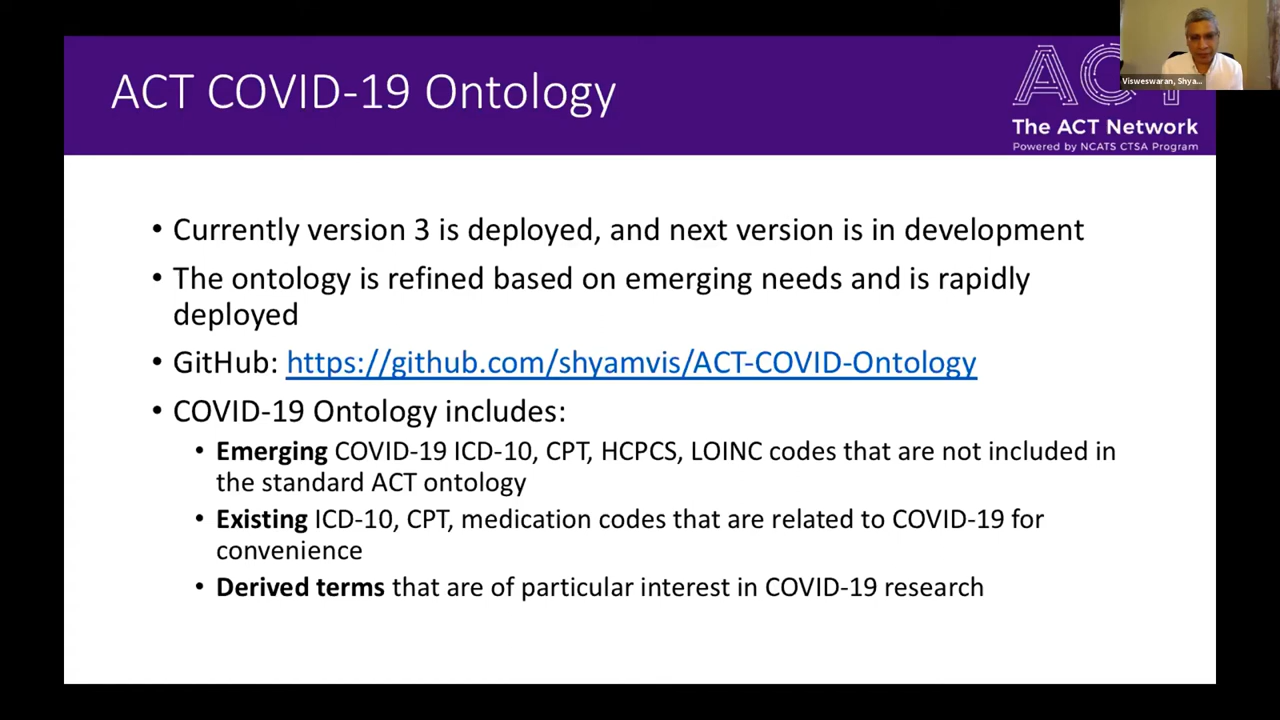 ACT COVID-19 Ontology
ACT
The ACT Network
Powered by NCATS CTSA Program
Visweswaran, Shya...
• Currently version 3 is deployed, and next version is in development
• The ontology is refined based on emerging needs and is rapidly
deployed
• GitHub: https://github.com/shyamvis/ACT-COVID-Ontology
• COVID-19 Ontology includes:
• Emerging COVID-19 ICD-10, CPT, HCPCS, LOINC codes that are not included in
the standard ACT ontology
• Existing ICD-10, CPT, medication codes that are related to COVID-19 for
convenience
• Derived terms that are of particular interest in COVID-19 research